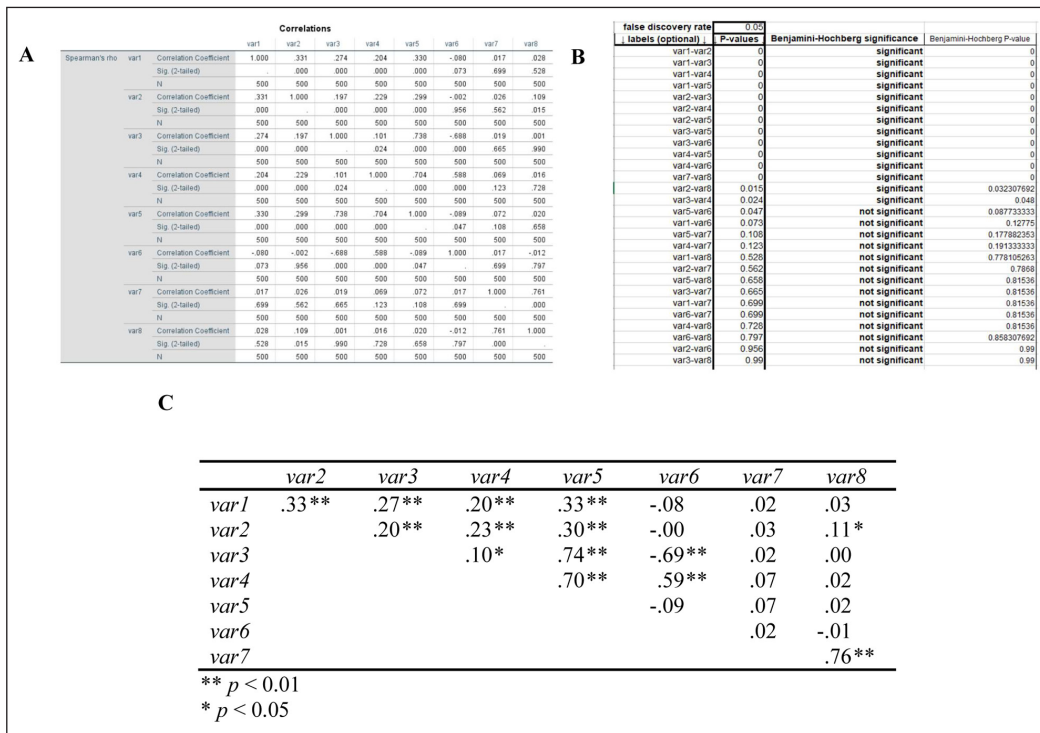 A
Correlations
var1 var2 var3 var4 var5 var6 var7 var8
Spearman's rho var1 Correlation Coefficient 1.000 .331 .274 .204 .330 -.080 .017 .028
Sig. (2-tailed) . .000 .000 .000 .000 .073 .699 .528
N 500 500 500 500 500 500 500 500
var2 Correlation Coefficient .331 1.000 .197 .229 .299 -.002 .026 .109
Sig. (2-tailed) .000 . .000 .000 .000 .956 .562 .015
N 500 500 500 500 500 500 500 500
var3 Correlation Coefficient .274 .197 1.000 .101 .738 -.688 .019 .001
Sig. (2-tailed) .000 .000 . .024 .000 .000 .665 .990
N 500 500 500 500 500 500 500 500
var4 Correlation Coefficient .204 .229 .101 1.000 .704 .588 .069 .016
Sig. (2-tailed) .000 .000 .024 . .000 .000 .123 .728
N 500 500 500 500 500 500 500 500
var5 Correlation Coefficient .330 .299 .738 .704 1.000 -.089 .072 .020
Sig. (2-tailed) .000 .000 .000 .000 . .047 .108 .658
N 500 500 500 500 500 500 500 500
var6 Correlation Coefficient -.080 -.002 -.688 .588 -.089 1.000 .017 -.012
Sig. (2-tailed) .073 .956 .000 .000 .047 . .699 .797
N 500 500 500 500 500 500 500 500
var7 Correlation Coefficient .017 .026 .019 .069 .072 .017 1.000 .761
Sig. (2-tailed) .699 .562 .665 .123 .108 .699 . .000
N 500 500 500 500 500 500 500 500
var8 Correlation Coefficient .028 .109 .001 .016 .020 -.012 .761 1.000
Sig. (2-tailed) .528 .015 .990 .728 .658 .797 .000 .
N 500 500 500 500 500 500 500 500
B
false discovery rate 0.05
↓ labels (optional) ↓ ↓ P-values Benjamini-Hochberg significance Benjamini-Hochberg P-value
var1-var2 0 significant 0
var1-var3 0 significant 0
var1-var4 0 significant 0
var1-var5 0 significant 0
var2-var3 0 significant 0
var2-var4 0 significant 0
var2-var5 0 significant 0
var3-var5 0 significant 0
var3-var6 0 significant 0
var4-var5 0 significant 0
var4-var6 0 significant 0
var7-var8 0 significant 0
var2-var8 0.015 significant 0.032307692
var3-var4 0.024 significant 0.048
var5-var6 0.047 not significant 0.087733333
var1-var6 0.073 not significant 0.12775
var5-var7 0.108 not significant 0.177882353
var4-var7 0.123 not significant 0.191333333
var1-var8 0.528 not significant 0.778105263
var2-var7 0.562 not significant 0.7868
var5-var8 0.658 not significant 0.81536
var3-var7 0.665 not significant 0.81536
var1-var7 0.699 not significant 0.81536
var6-var7 0.699 not significant 0.81536
var4-var8 0.728 not significant 0.81536
var6-var8 0.797 not significant 0.858307692
var2-var6 0.956 not significant 0.99
var3-var8 0.99 not significant 0.99
C
var2 var3 var4 var5 var6 var7 var8
var1 .33** .27** .20** .33** -.08 .02 .03
var2 .20** .23** .30** -.00 .03 .11*
var3 .10* .74** -.69** .02 .00
var4 .70** .59** .07 .02
var5 -.09 .07 .02
var6 .02 -.01
var7 .76**
** p < 0.01
* p < 0.05